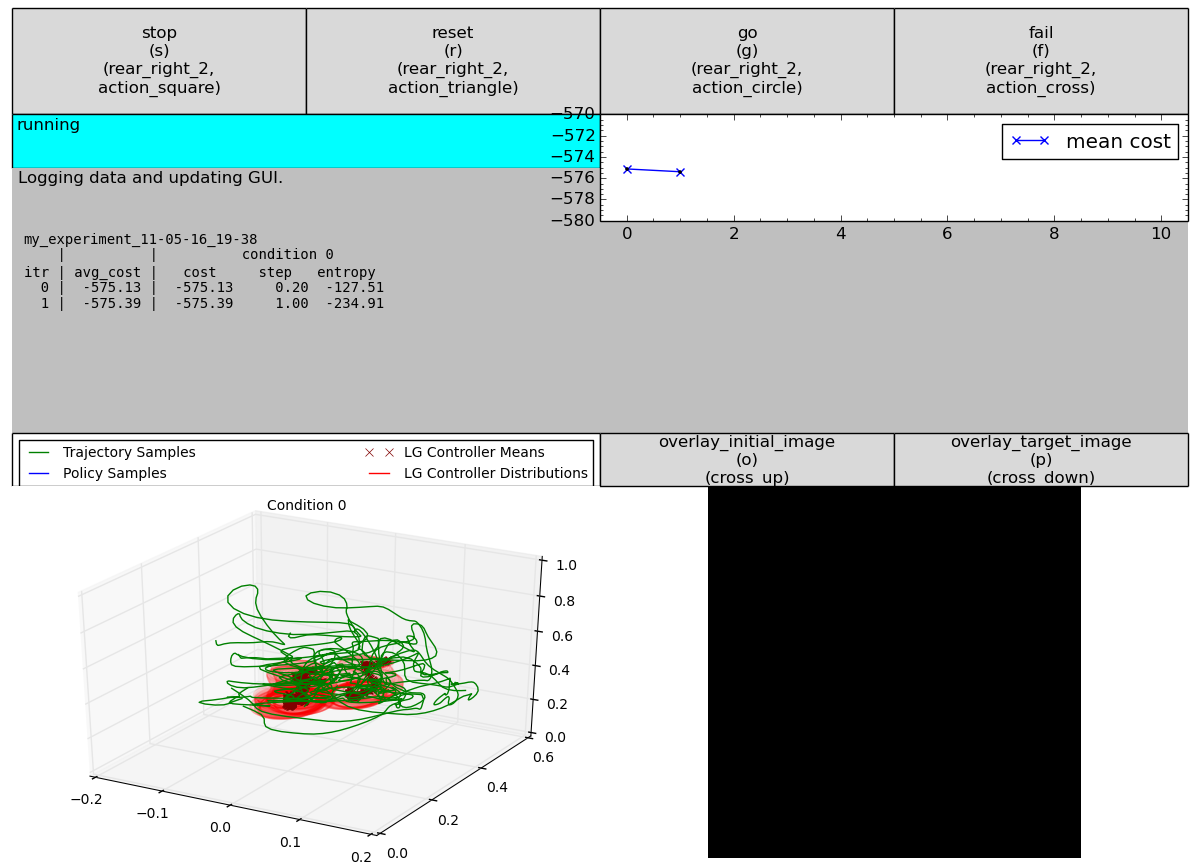 stop
(s)
(rear_right_2,
action_square)
reset
(r)
(rear_right_2,
action_triangle)
go
(g)
(rear_right_2,
action_circle)
fail
(f)
(rear_right_2,
action_cross)
running
−570
−572
−574
−576
−578
−580
mean cost
0 2 4 6 8 10
Logging data and updating GUI.
my_experiment_11-05-16_19-38
| | condition 0
itr | avg_cost | cost step entropy
0 | -575.13 | -575.13 0.20 -127.51
1 | -575.39 | -575.39 1.00 -234.91
Trajectory Samples
LG Controller Means
Policy Samples
LG Controller Distributions
overlay_initial_image
(o)
(cross_up)
overlay_target_image
(p)
(cross_down)
Condition 0
1.0
0.8
0.6
0.4
0.2
0.0
0.6
0.4
0.2
0.0
−0.2
−0.1
0.0
0.1
0.2